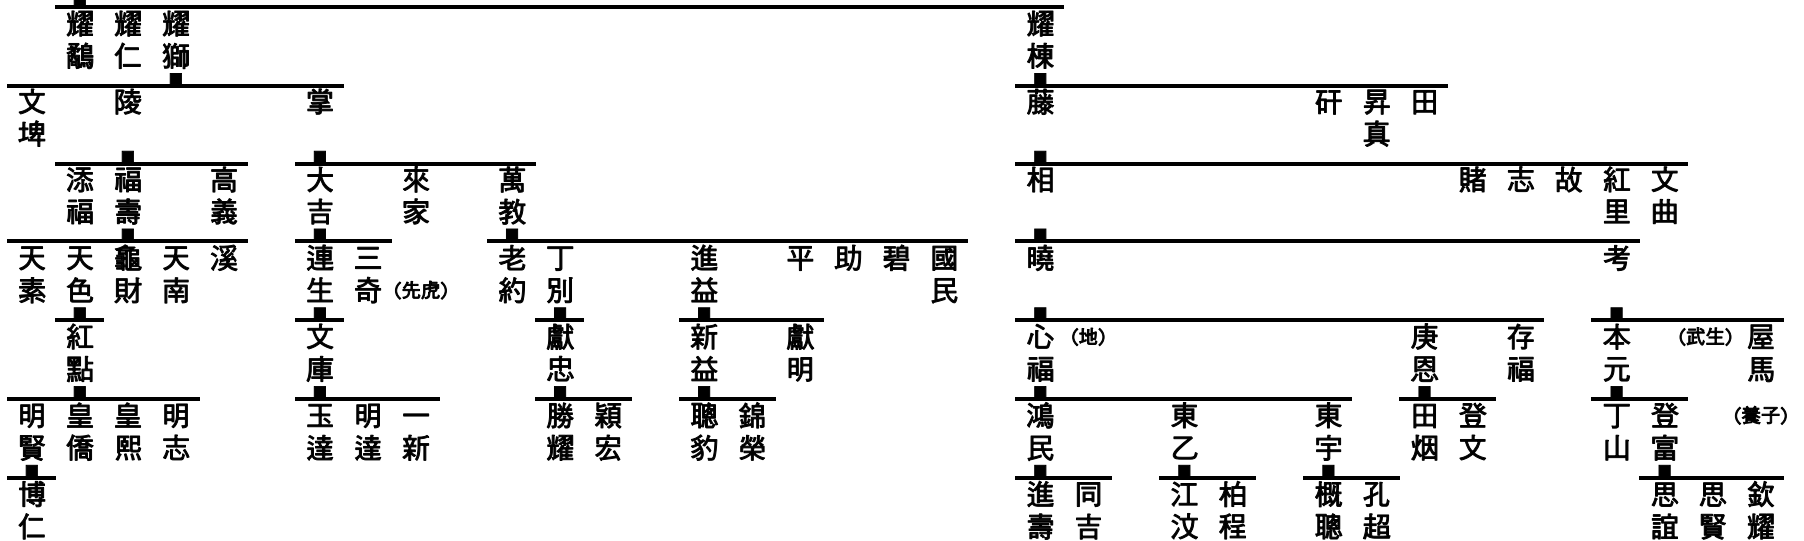 耀鷸 耀仁 耀獅 耀棟
文埤 陵 掌 藤 矸 昇真 田
添福 福壽 高義 大吉 來家 萬教 相 賭 志 故 紅里 文曲
天素 天色 龜財 天南 溪 連生 三奇（先虎） 老約 丁別 進益 平 助 碧 國民 曉 考
紅點 文庫 獻忠 新益 獻明 心福（地） 庚恩 存福 本元 （武生）屋馬
明賢 皇僑 皇熙 明志 玉達 明達 一新 勝耀 穎宏 聰豹 錦榮 鴻民 東乙 東宇 田烟 登文 丁山 登富 （養子）
博仁 進壽 同吉 江汶 柏程 概聰 孔超 思誼 思賢 欽耀